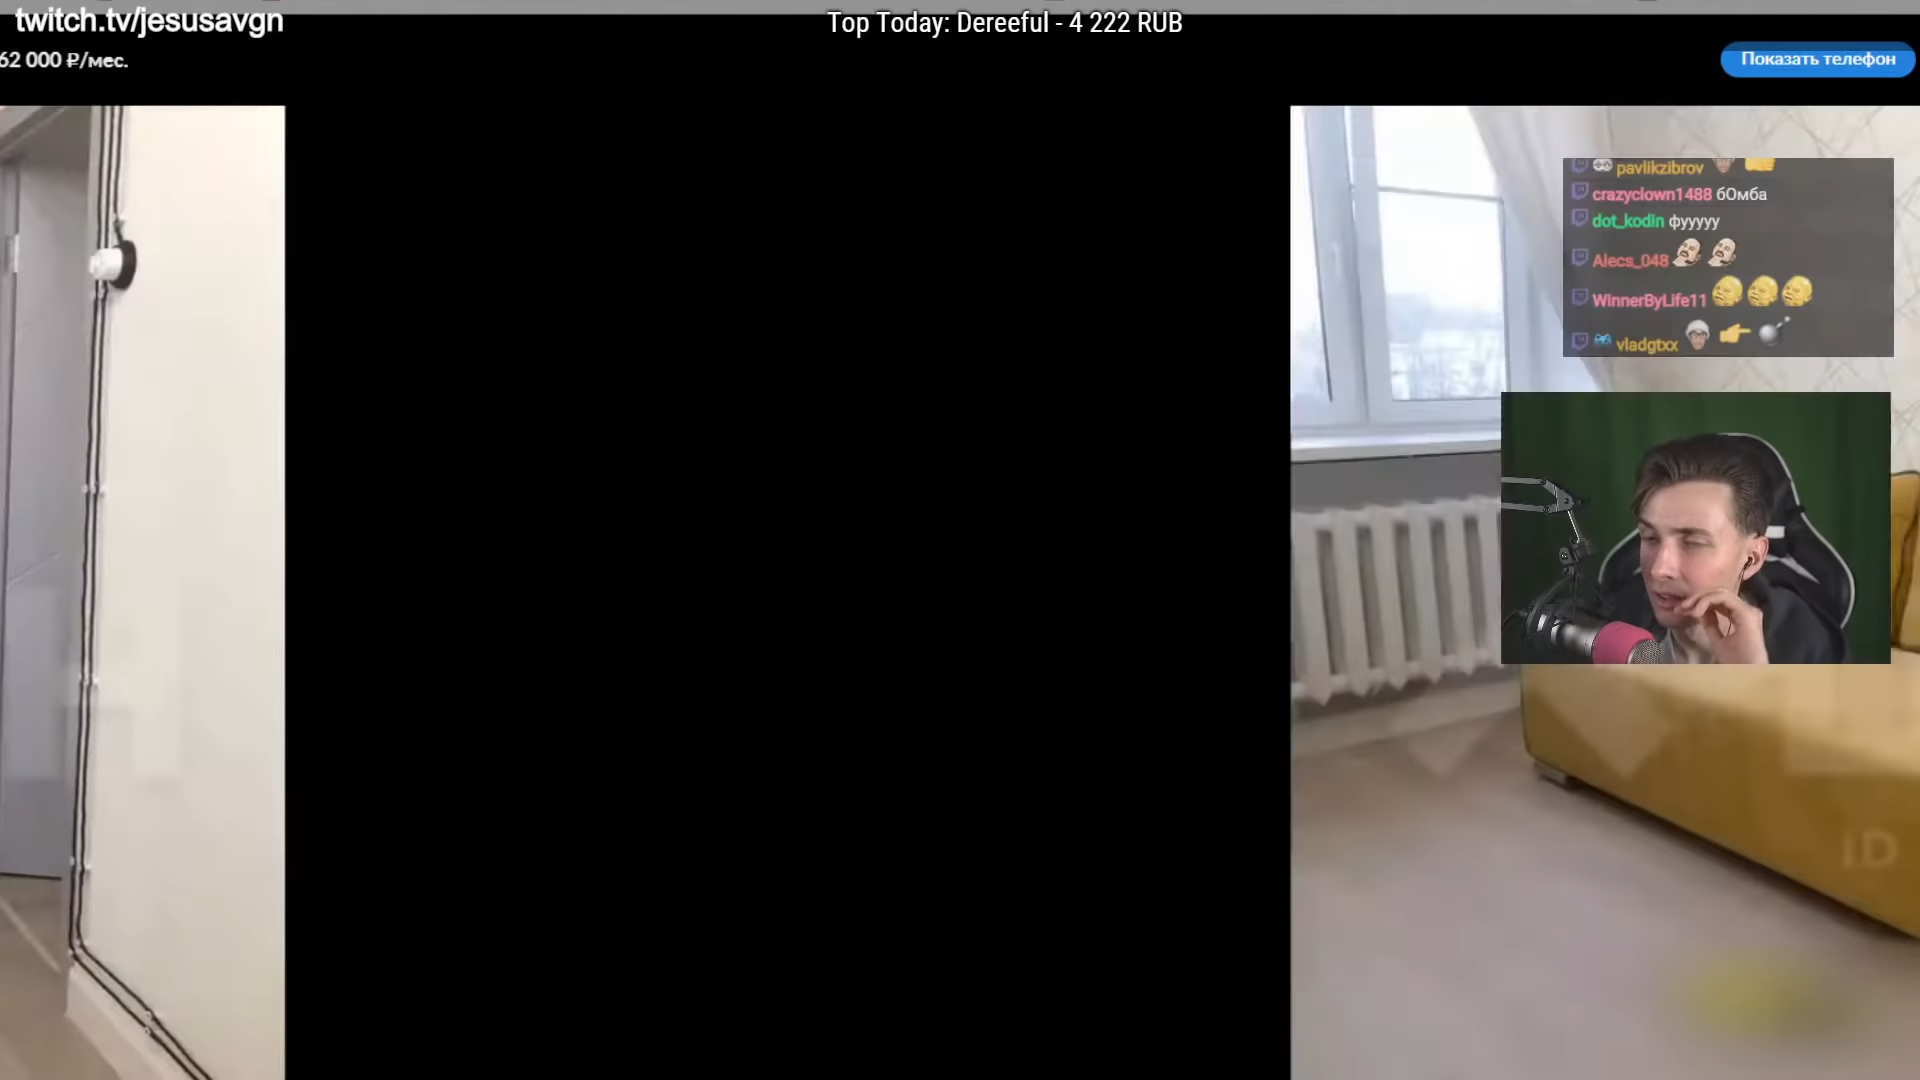 twitch.tv/jesusavgn
Top Today: Dereeful - 4 222 RUB
62 000 ₽/мес.
Показать телефон
pavlikzibrov
crazyclown1488 бОмба
dot_kodin фууууу
Alecs_048
WinnerByLife11
vladgtxx